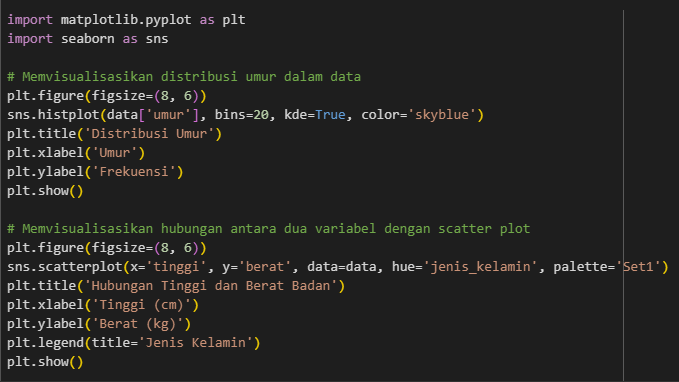 import matplotlib.pyplot as plt
import seaborn as sns
# Memvisualisasikan distribusi umur dalam data
plt.figure(figsize=(8, 6))
sns.histplot(data['umur'], bins=20, kde=True, color='skyblue')
plt.title('Distribusi Umur')
plt.xlabel('Umur')
plt.ylabel('Frekuensi')
plt.show()
# Memvisualisasikan hubungan antara dua variabel dengan scatter plot
plt.figure(figsize=(8, 6))
sns.scatterplot(x='tinggi', y='berat', data=data, hue='jenis_kelamin', palette='Set1')
plt.title('Hubungan Tinggi dan Berat Badan')
plt.xlabel('Tinggi (cm)')
plt.ylabel('Berat (kg)')
plt.legend(title='Jenis Kelamin')
plt.show()